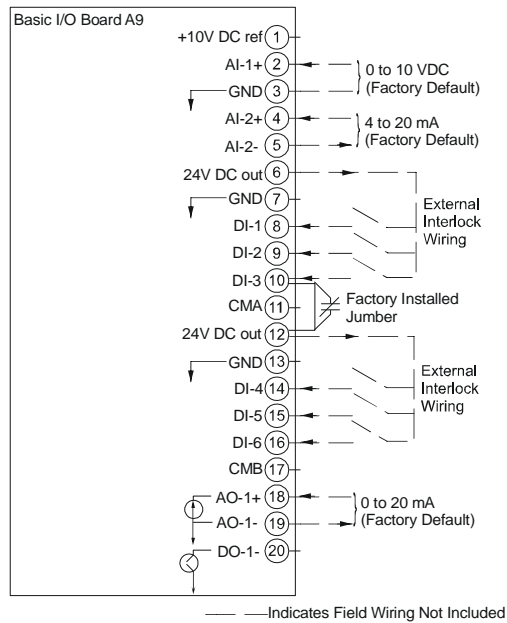 Basic I/O Board A9
+10V DC ref 1
AI-1+ 2
0 to 10 VDC
GND 3
(Factory Default)
AI-2+ 4
4 to 20 mA
AI-2- 5
(Factory Default)
24V DC out 6
GND 7
External
DI-1 8
Interlock
Wiring
DI-2 9
DI-3 10
CMA 11
Factory Installed
Jumber
24V DC out 12
GND 13
External
DI-4 14
Interlock
Wiring
DI-5 15
DI-6 16
CMB 17
AO-1+ 18
0 to 20 mA
AO-1- 19
(Factory Default)
DO-1- 20
Indicates Field Wiring Not Included